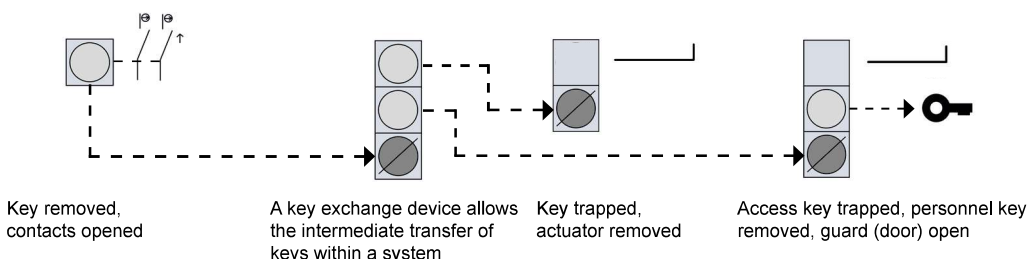 Key removed,
contacts opened
A key exchange device allows
the intermediate transfer of
keys within a system
Key trapped,
actuator removed
Access key trapped, personnel key
removed, guard (door) open